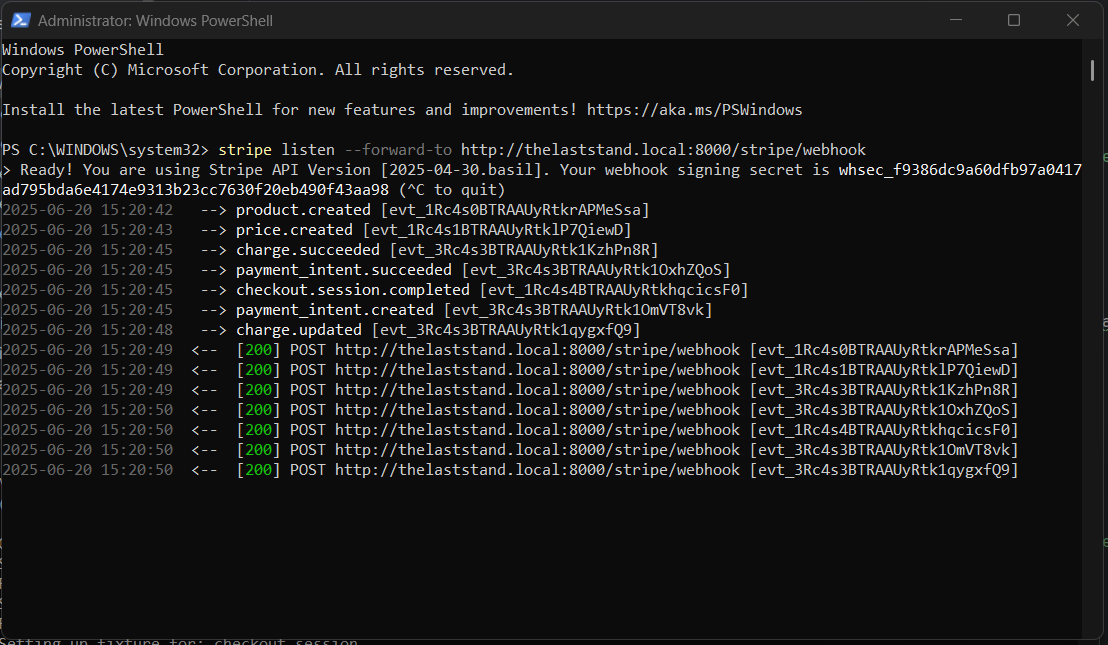 Administrator: Windows PowerShell
Windows PowerShell
Copyright (C) Microsoft Corporation. All rights reserved.
Install the latest PowerShell for new features and improvements! https://aka.ms/PSWindows
PS C:\WINDOWS\system32> stripe listen --forward-to http://thelaststand.local:8000/stripe/webhook
> Ready! You are using Stripe API Version [2025-04-30.basil]. Your webhook signing secret is whsec_f9386dc9a60dfb97a0417
ad795bda6e4174e9313b23cc7630f20eb490f43aa98 (^C to quit)
2025-06-20 15:20:42   --> product.created [evt_1Rc4s0BTRAAUyRtkrAPMeSsa]
2025-06-20 15:20:43   --> price.created [evt_1Rc4s1BTRAAUyRtklP7QiewD]
2025-06-20 15:20:45   --> charge.succeeded [evt_3Rc4s3BTRAAUyRtk1KzhPn8R]
2025-06-20 15:20:45   --> payment_intent.succeeded [evt_3Rc4s3BTRAAUyRtk1OxhZQoS]
2025-06-20 15:20:45   --> checkout.session.completed [evt_1Rc4s4BTRAAUyRtkhqcicsF0]
2025-06-20 15:20:45   --> payment_intent.created [evt_3Rc4s3BTRAAUyRtk1OmVT8vk]
2025-06-20 15:20:48   --> charge.updated [evt_3Rc4s3BTRAAUyRtk1qygxfQ9]
2025-06-20 15:20:49  <--  [200] POST http://thelaststand.local:8000/stripe/webhook [evt_1Rc4s0BTRAAUyRtkrAPMeSsa]
2025-06-20 15:20:49  <--  [200] POST http://thelaststand.local:8000/stripe/webhook [evt_1Rc4s1BTRAAUyRtklP7QiewD]
2025-06-20 15:20:49  <--  [200] POST http://thelaststand.local:8000/stripe/webhook [evt_3Rc4s3BTRAAUyRtk1KzhPn8R]
2025-06-20 15:20:50  <--  [200] POST http://thelaststand.local:8000/stripe/webhook [evt_3Rc4s3BTRAAUyRtk1OxhZQoS]
2025-06-20 15:20:50  <--  [200] POST http://thelaststand.local:8000/stripe/webhook [evt_1Rc4s4BTRAAUyRtkhqcicsF0]
2025-06-20 15:20:50  <--  [200] POST http://thelaststand.local:8000/stripe/webhook [evt_3Rc4s3BTRAAUyRtk1OmVT8vk]
2025-06-20 15:20:50  <--  [200] POST http://thelaststand.local:8000/stripe/webhook [evt_3Rc4s3BTRAAUyRtk1qygxfQ9]
Setting up fixture for: checkout_session